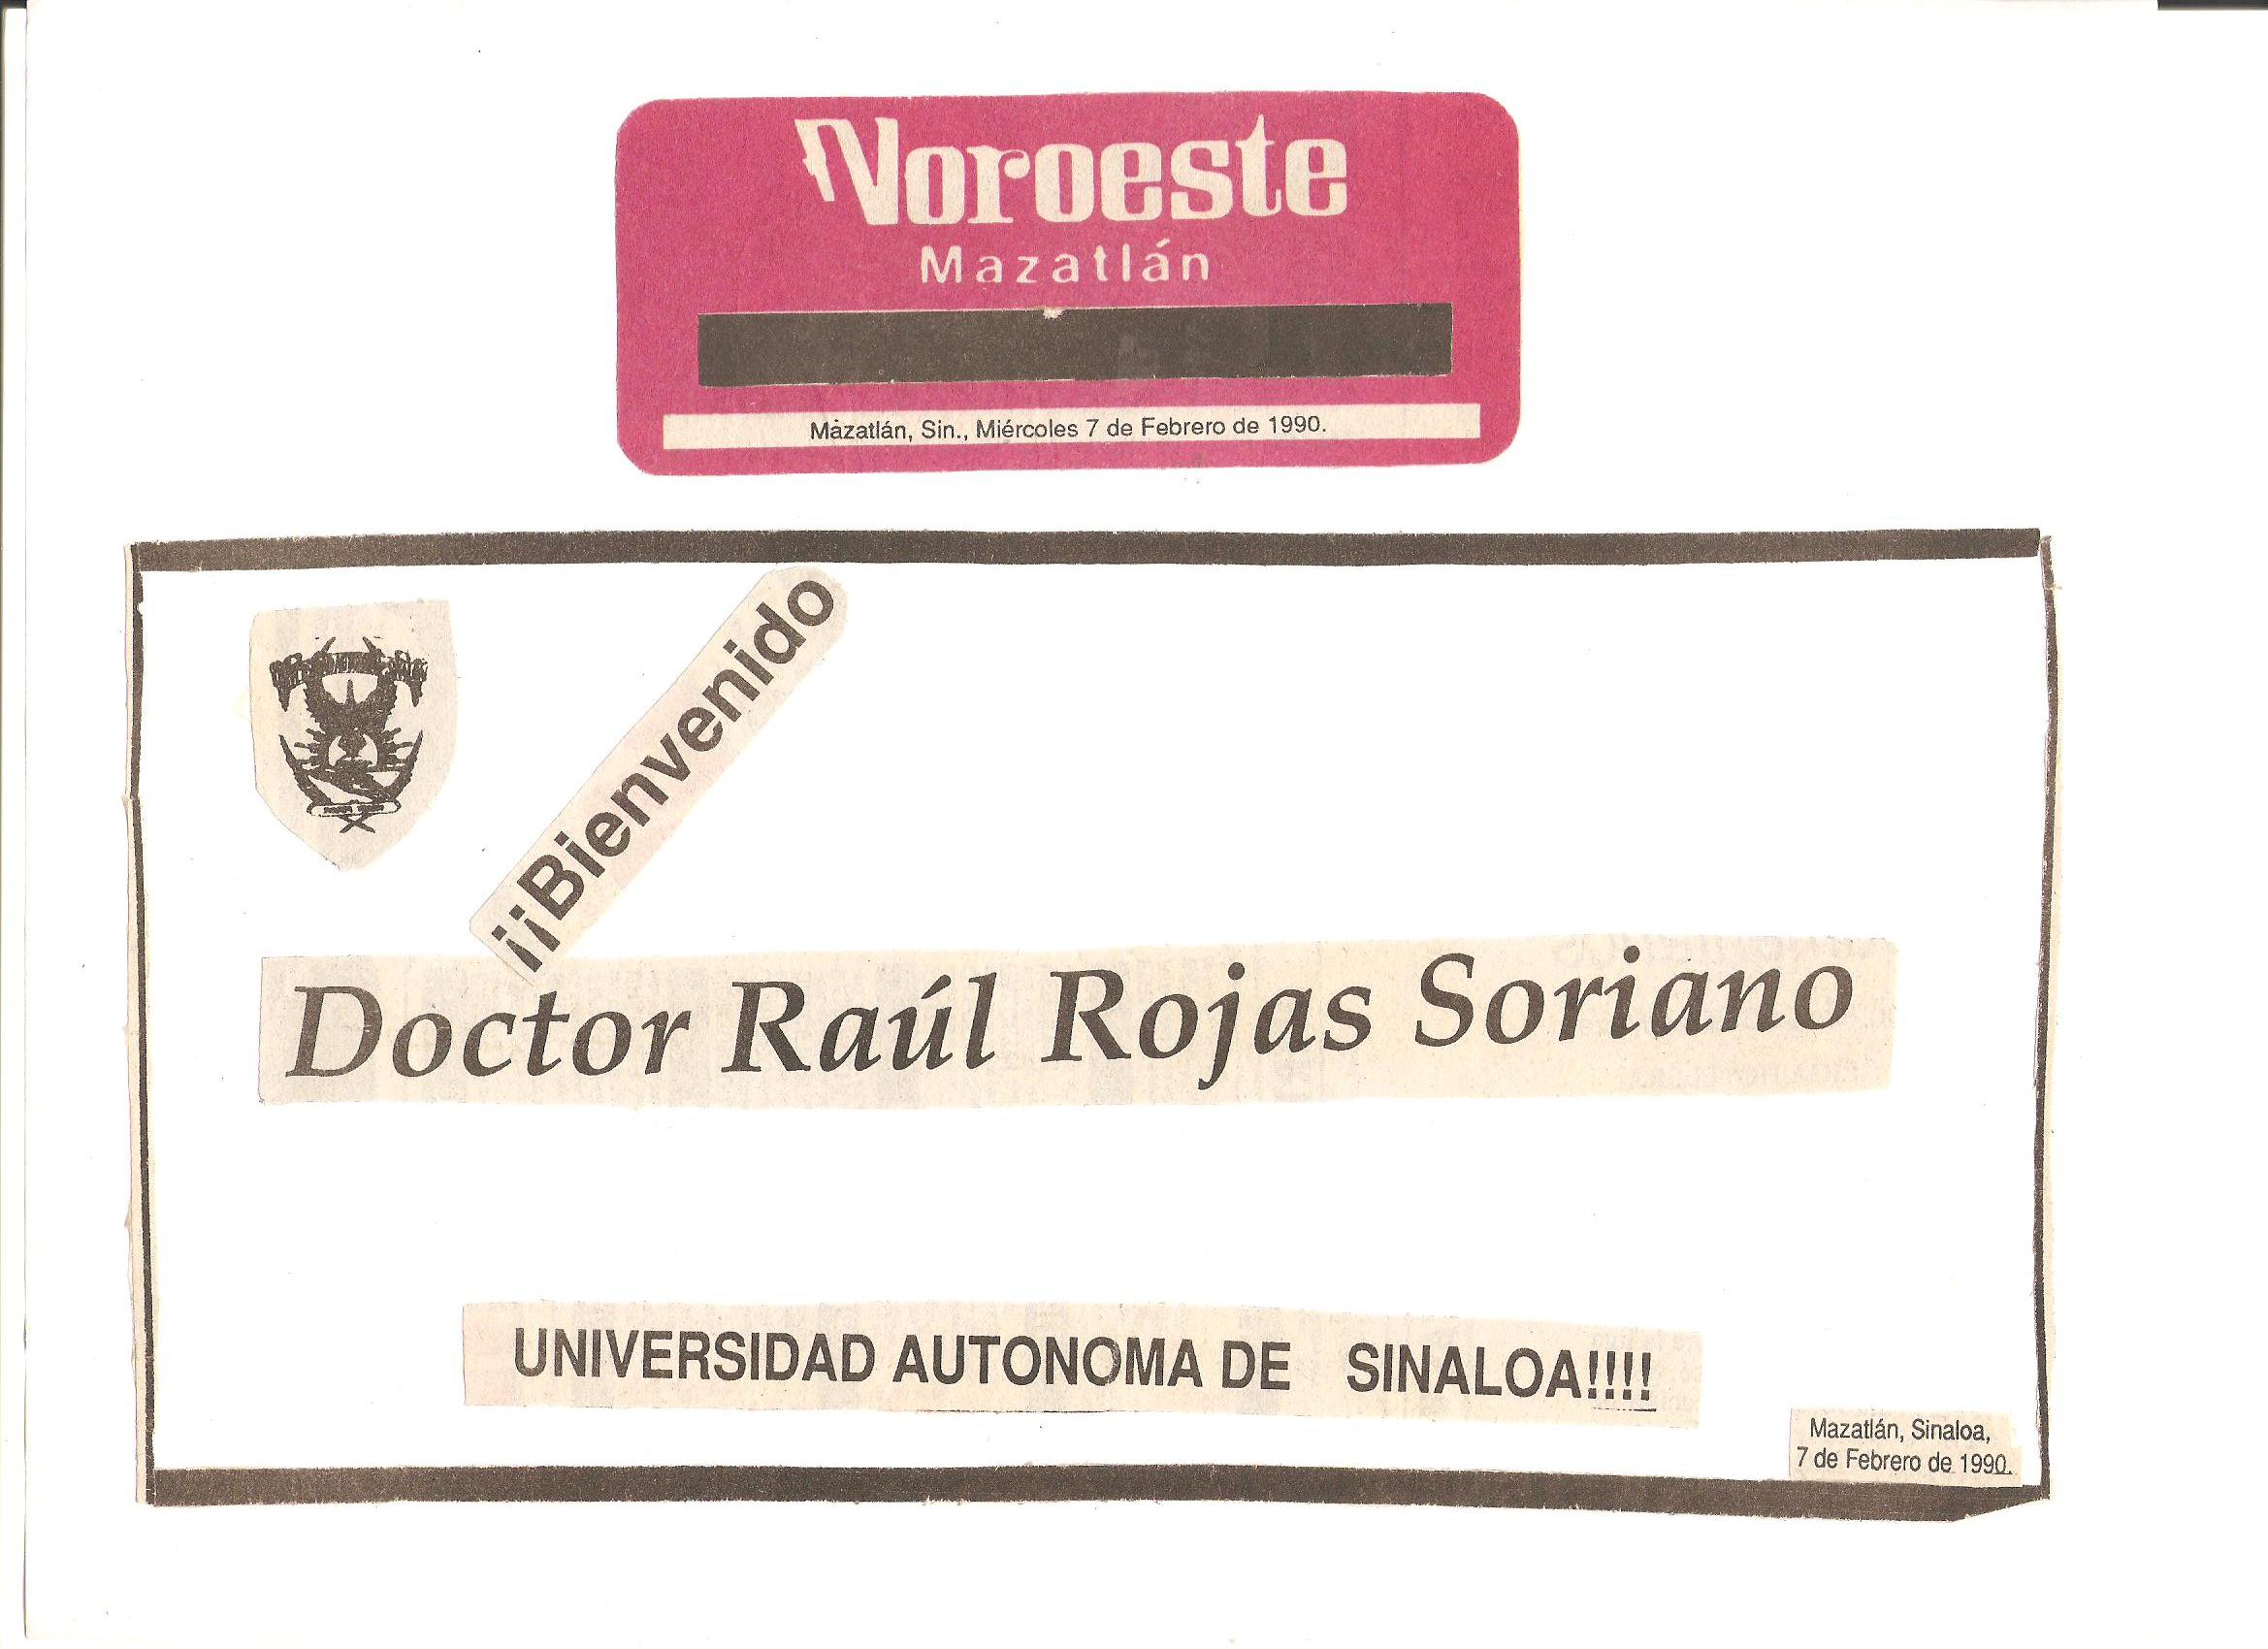 Noroeste
Mazatlán
Mazatlán, Sin., Miércoles 7 de Febrero de 1990.
¡¡Bienvenido
Doctor Raúl Rojas Soriano
UNIVERSIDAD AUTONOMA DE SINALOA!!!!
Mazatlán, Sinaloa,
7 de Febrero de 1990.